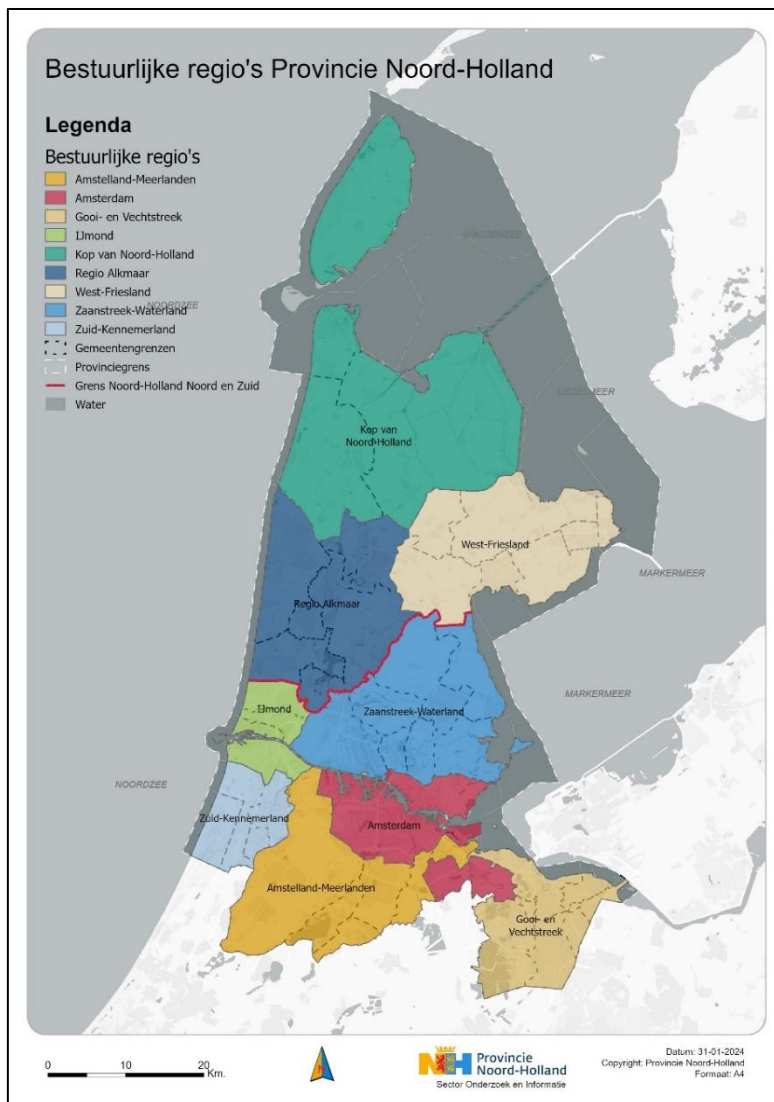 Bestuurlijke regio's Provincie Noord-Holland
Legenda
Bestuurlijke regio's
Amstelland-Meerlanden
Amsterdam
Gooi- en Vechtstreek
IJmond
Kop van Noord-Holland
Regio Alkmaar
West-Friesland
Zaanstreek-Waterland
Zuid-Kennemerland
Gemeentengrenzen
Provinciegrens
Grens Noord-Holland Noord en Zuid
Water
WADDENZEE
NOORDZEE
IJSSELMEER
Kop van
Noord-Holland
West-Friesland
MARKERMEER
Regio Alkmaar
MARKERMEER
IJmond
Zaanstreek-Waterland
NOORDZEE
Zuid-Kennemerland
Amsterdam
Amstelland-Meerlanden
Gooi- en
Vechtstreek
0 10 20
Km.
N
NH
Provincie
Noord-Holland
Sector Onderzoek en Informatie
Datum: 31-01-2024
Copyright: Provincie Noord-Holland
Formaat: A4